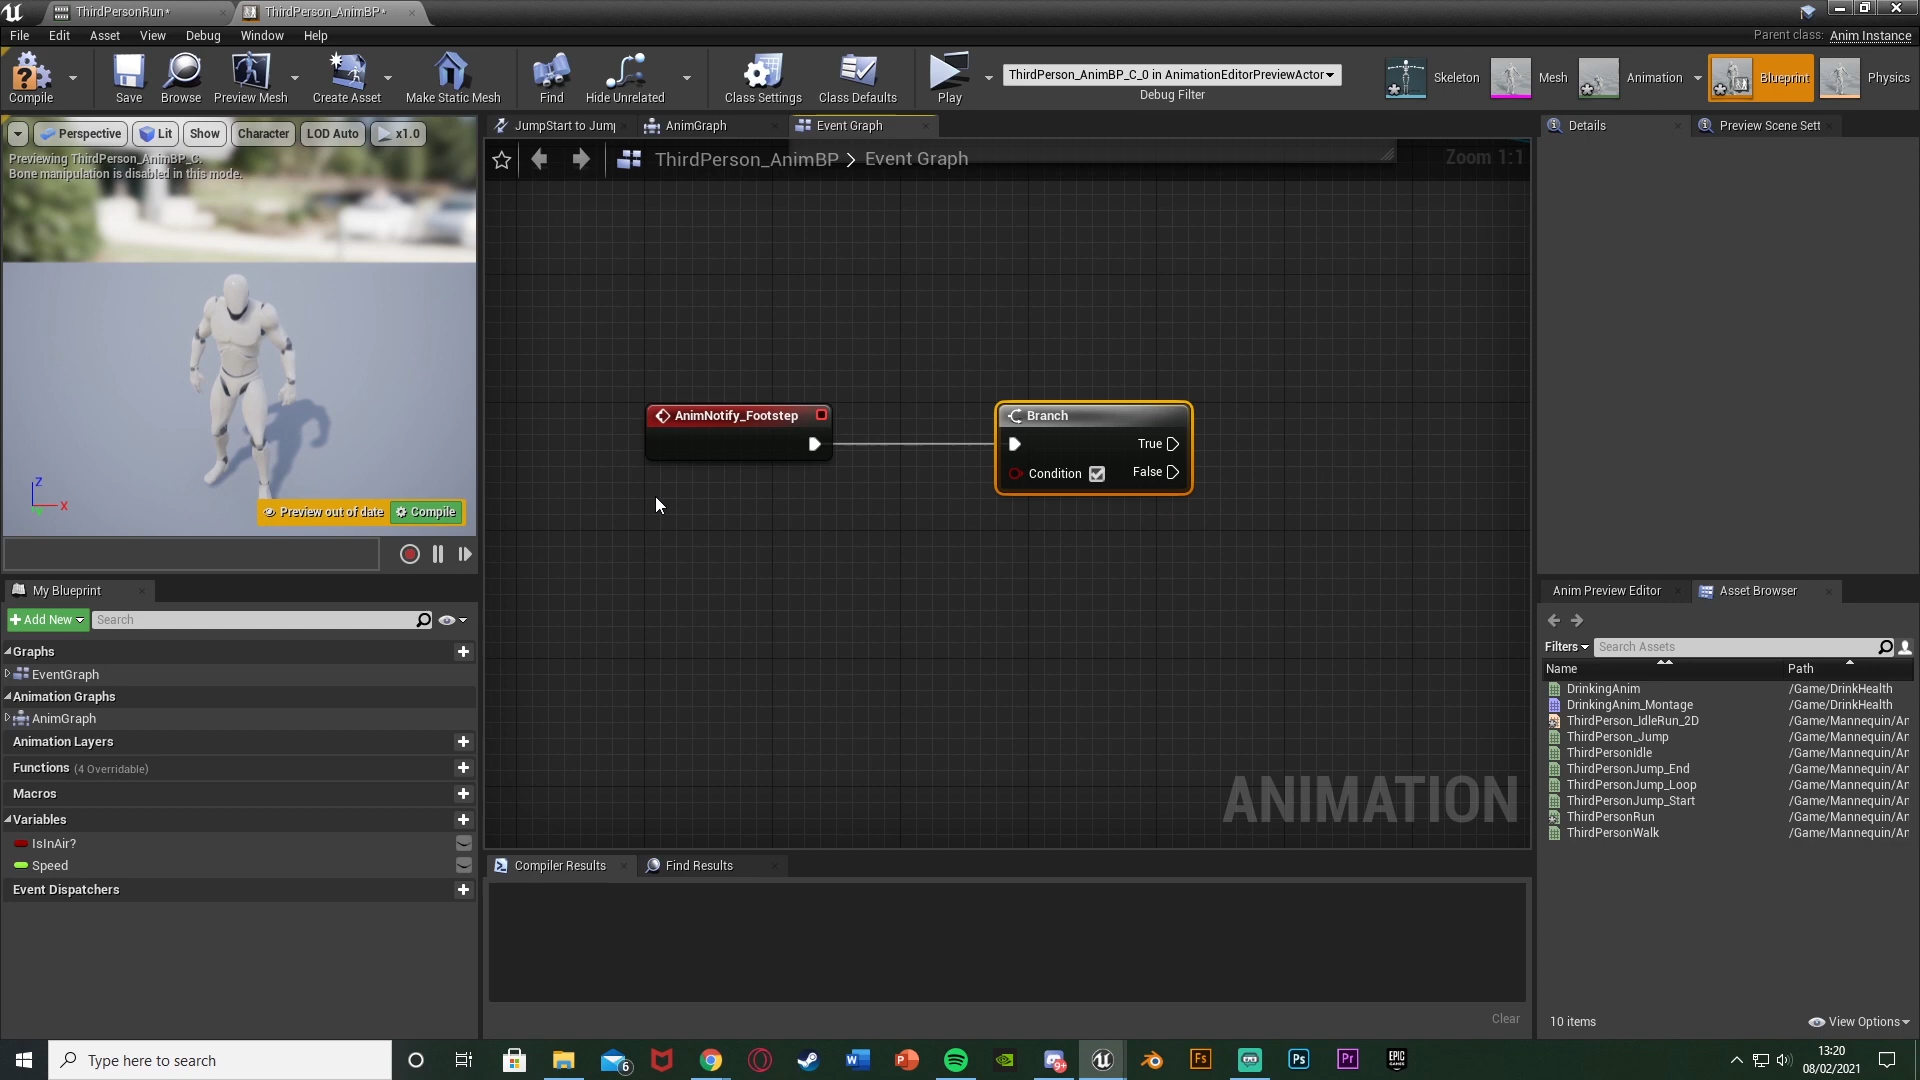 ThirdPersonRun*
ThirdPerson_AnimBP*
File Edit Asset View Debug Window Help
Parent class: Anim Instance
Compile
Save
Browse
Preview Mesh
Create Asset
Make Static Mesh
Find
Hide Unrelated
Class Settings
Class Defaults
Play
ThirdPerson_AnimBP_C_0 in AnimationEditorPreviewActor
Debug Filter
Skeleton
Mesh
Animation
Blueprint
Physics
Perspective
Lit
Show
Character
LOD Auto
x1.0
Previewing ThirdPerson_AnimBP_C.
Bone manipulation is disabled in this mode.
Z
X
Preview out of date
Compile
JumpStart to Jump
AnimGraph
Event Graph
ThirdPerson_AnimBP > Event Graph
Zoom 1:1
AnimNotify_Footstep
Branch
True
Condition
False
ANIMATION
My Blueprint
Add New
Search
Graphs
EventGraph
Animation Graphs
AnimGraph
Animation Layers
Functions (4 Overridable)
Macros
Variables
IsInAir?
Speed
Event Dispatchers
Compiler Results
Find Results
Clear
Details
Preview Scene Sett
Anim Preview Editor
Asset Browser
Filters
Search Assets
Name Path
DrinkingAnim /Game/DrinkHealth
DrinkingAnim_Montage /Game/DrinkHealth
ThirdPerson_IdleRun_2D /Game/Mannequin/An
ThirdPerson_Jump /Game/Mannequin/An
ThirdPersonIdle /Game/Mannequin/An
ThirdPersonJump_End /Game/Mannequin/An
ThirdPersonJump_Loop /Game/Mannequin/An
ThirdPersonJump_Start /Game/Mannequin/An
ThirdPersonRun /Game/Mannequin/An
ThirdPersonWalk /Game/Mannequin/An
10 items
View Options
Type here to search
6
W
P
9+
Fs
Ps
Pr
EPIC
GAMES
13:20
08/02/2021